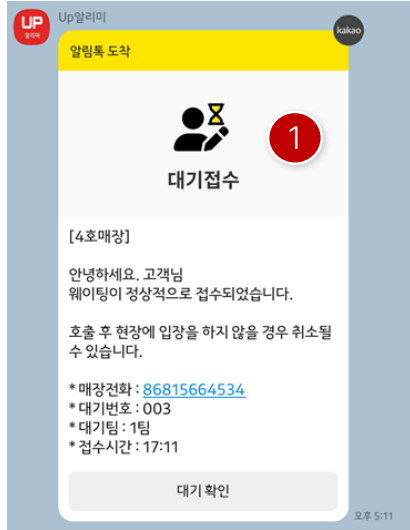 UP
알리미
Up알리미
kakao
알림톡 도착
1
대기접수
[4호매장]
안녕하세요. 고객님
웨이팅이 정상적으로 접수되었습니다.
호출 후 현장에 입장을 하지 않을 경우 취소될
수 있습니다.
* 매장전화 : 86815664534
* 대기번호 : 003
* 대기팀 : 1팀
* 접수시간 : 17:11
대기 확인
오후 5:11